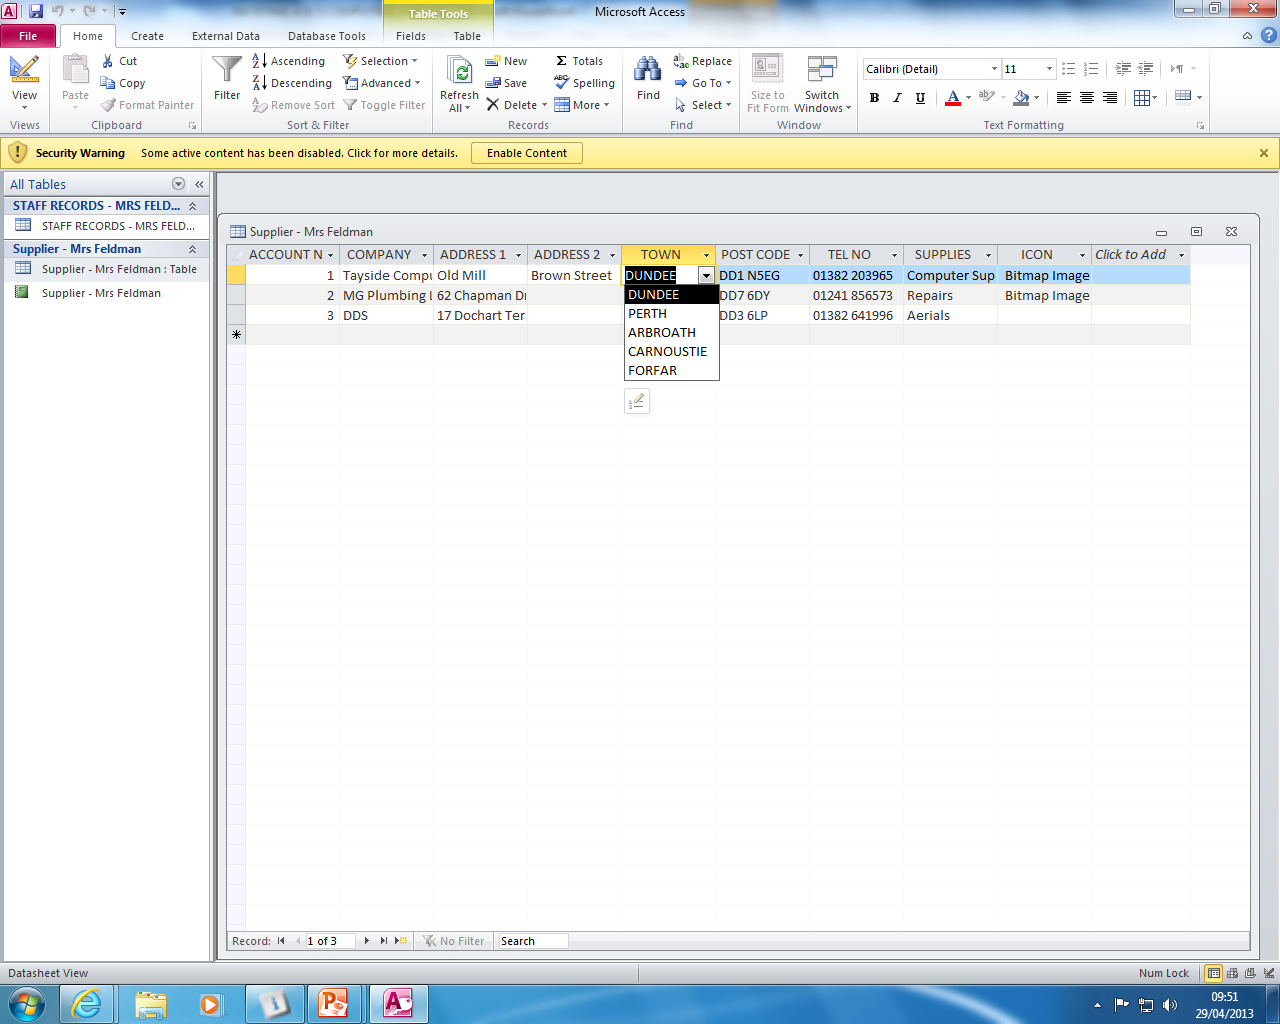 Table Tools
Microsoft Access
File Home Create External Data Database Tools Fields Table
View
Views
Paste
Cut
Copy
Format Painter
Clipboard
Filter
Ascending
Descending
Remove Sort
Selection
Advanced
Toggle Filter
Sort & Filter
Refresh All
New
Save
Delete
Totals
Spelling
More
Records
Find
Replace
Go To
Select
Find
Size to Fit Form
Switch Windows
Window
Calibri (Detail) 11
B I U A ab
Text Formatting
Security Warning Some active content has been disabled. Click for more details. Enable Content
All Tables
STAFF RECORDS - MRS FELD...
STAFF RECORDS - MRS FELD...
Supplier - Mrs Feldman
Supplier - Mrs Feldman : Table
Supplier - Mrs Feldman
Supplier - Mrs Feldman
ACCOUNT N COMPANY ADDRESS 1 ADDRESS 2 TOWN POST CODE TEL NO SUPPLIES ICON Click to Add
1 Tayside Compu Old Mill Brown Street DUNDEE DD1 N5EG 01382 203965 Computer Sup Bitmap Image
2 MG Plumbing L 62 Chapman Dr DD7 6DY 01241 856573 Repairs Bitmap Image
3 DDS 17 Dochart Ter DD3 6LP 01382 641996 Aerials
DUNDEE
PERTH
ARBROATH
CARNOUSTIE
FORFAR
Record: 1 of 3 No Filter Search
Datasheet View Num Lock
09:51
29/04/2013